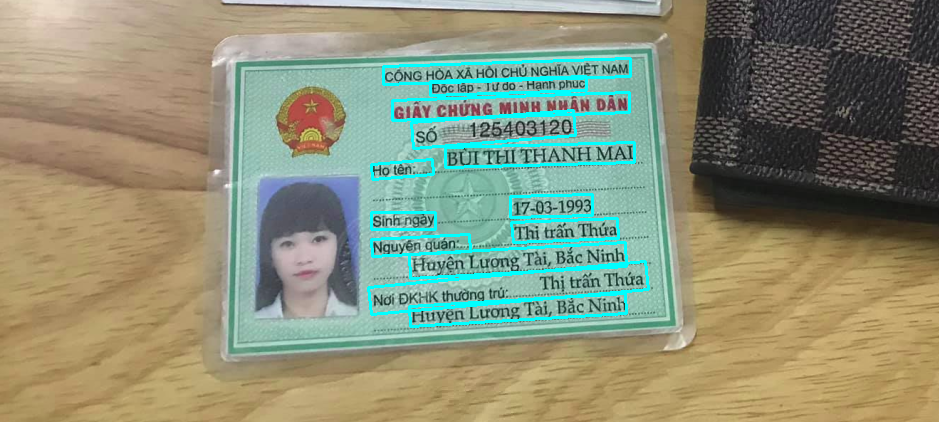 CỘNG HÒA XÃ HỘI CHỦ NGHĨA VIỆT NAM
Độc lập - Tự do - Hạnh phúc
GIẤY CHỨNG MINH NHÂN DÂN
SỐ 125403120
Họ tên: BÙI THỊ THANH MAI
Sinh ngày 17-03-1993
Nguyên quán: Thị trấn Thứa
Huyện Lương Tài, Bắc Ninh
Nơi ĐKHK thường trú: Thị trấn Thứa
Huyện Lương Tài, Bắc Ninh